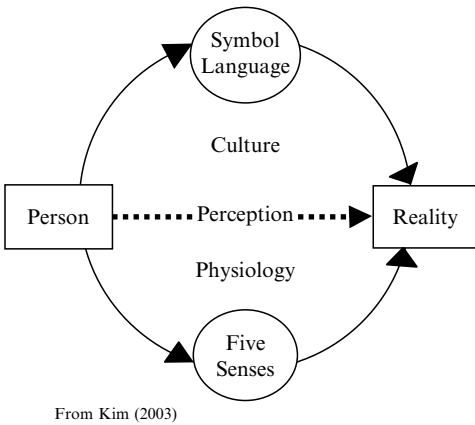 Symbol
Language
Culture
Person
Perception
Reality
Physiology
Five
Senses
From Kim (2003)